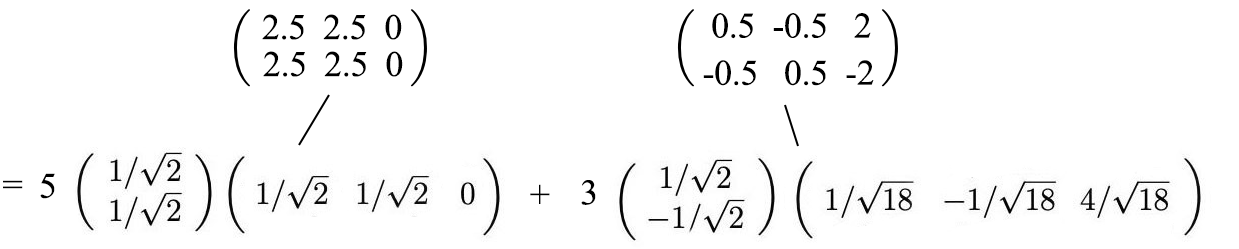 ( 2.5 2.5 0 ) ( 0.5 -0.5 2 )
( 2.5 2.5 0 ) ( -0.5 0.5 -2 )
= 5 ( 1/√2 ) ( 1/√2 1/√2 0 ) + 3 ( 1/√2 ) ( 1/√18 −1/√18 4/√18 )
( 1/√2 ) ( −1/√2 )